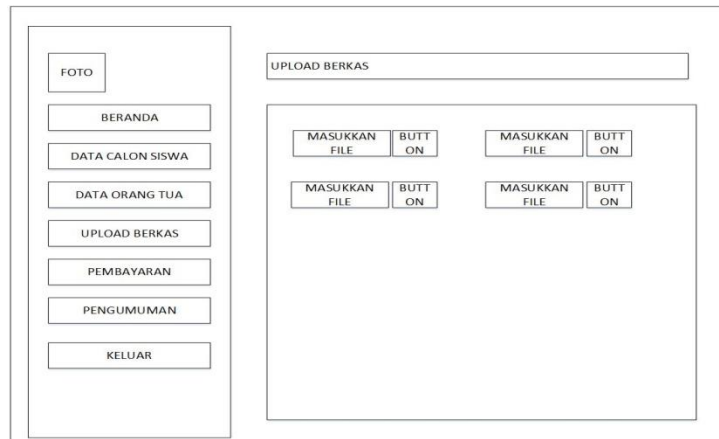 FOTO
BERANDA
DATA CALON SISWA
DATA ORANG TUA
UPLOAD BERKAS
PEMBAYARAN
PENGUMUMAN
KELUAR
UPLOAD BERKAS
MASUKKAN
FILE
BUTT
ON
MASUKKAN
FILE
BUTT
ON
MASUKKAN
FILE
BUTT
ON
MASUKKAN
FILE
BUTT
ON